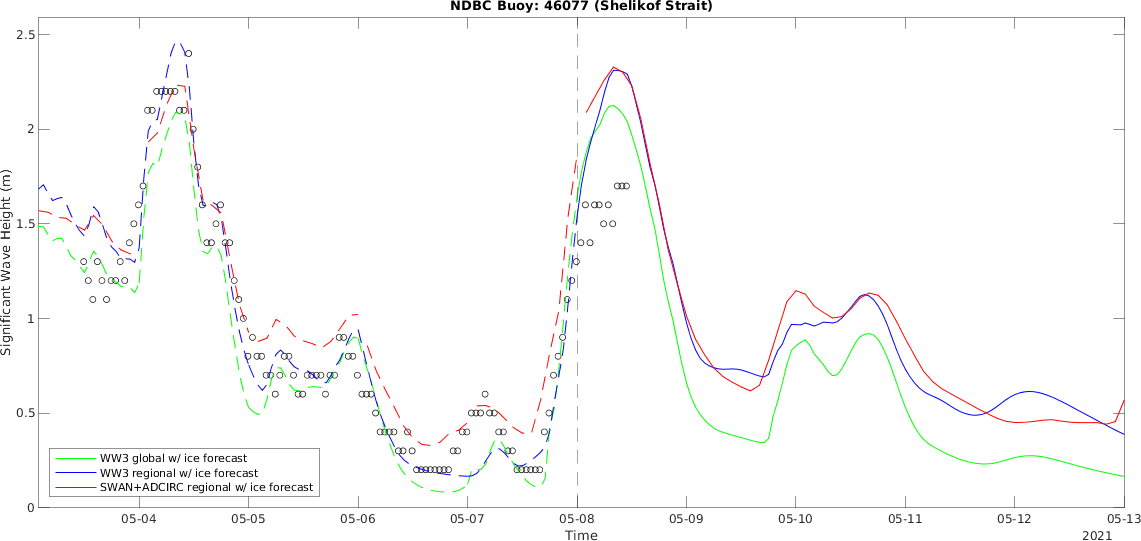 NDBC Buoy: 46077 (Shelikof Strait)
Significant Wave Height (m)
2.5
2
1.5
1
0.5
0
WW3 global w/ ice forecast
WW3 regional w/ ice forecast
SWAN+ADCIRC regional w/ ice forecast
05-04 05-05 05-06 05-07 05-08 05-09 05-10 05-11 05-12 05-13
Time
2021